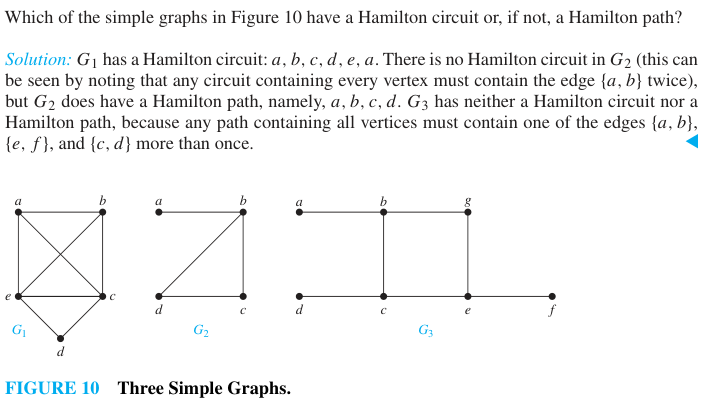 Which of the simple graphs in Figure 10 have a Hamilton circuit or, if not, a Hamilton path?
Solution: G₁ has a Hamilton circuit: a, b, c, d, e, a. There is no Hamilton circuit in G₂ (this can
be seen by noting that any circuit containing every vertex must contain the edge {a, b} twice),
but G₂ does have a Hamilton path, namely, a, b, c, d. G₃ has neither a Hamilton circuit nor a
Hamilton path, because any path containing all vertices must contain one of the edges {a, b},
{e, f}, and {c, d} more than once.
a b a b a b g
e c d c d c e f
G₁ G₂ G₃
d
FIGURE 10 Three Simple Graphs.